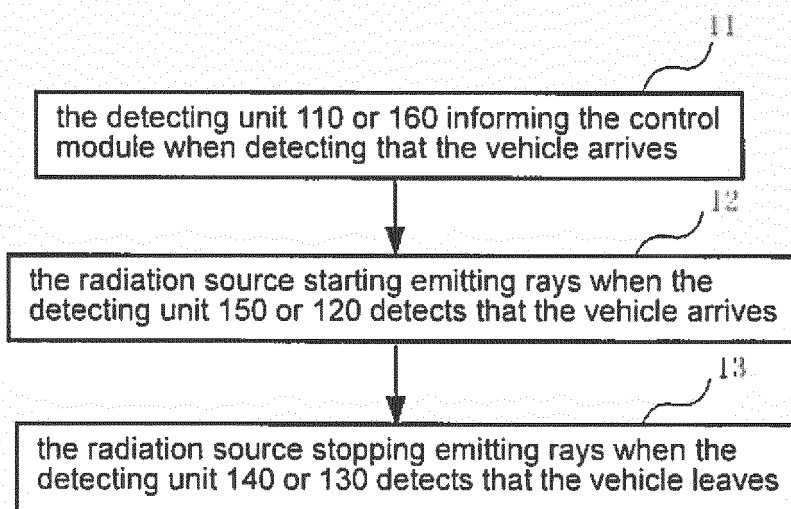 11
the detecting unit 110 or 160 informing the control
module when detecting that the vehicle arrives
12
the radiation source starting emitting rays when the
detecting unit 150 or 120 detects that the vehicle arrives
13
the radiation source stopping emitting rays when the
detecting unit 140 or 130 detects that the vehicle leaves